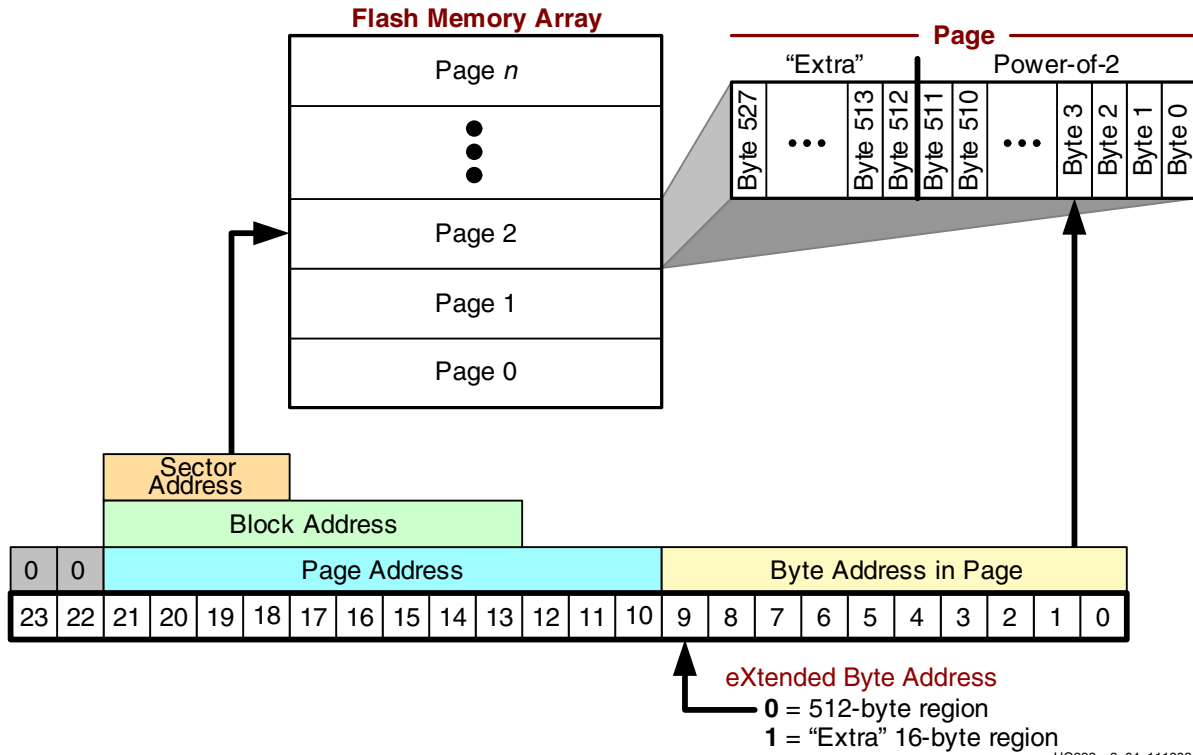 Flash Memory Array
Page
Page n
"Extra"
Power-of-2
Byte 527
•••
Byte 513
Byte 512
Byte 511
Byte 510
•••
Byte 3
Byte 2
Byte 1
Byte 0
Page 2
Page 1
Page 0
Sector
Address
Block Address
0 0 Page Address Byte Address in Page
23 22 21 20 19 18 17 16 15 14 13 12 11 10 9 8 7 6 5 4 3 2 1 0
eXtended Byte Address
0 = 512-byte region
1 = "Extra" 16-byte region